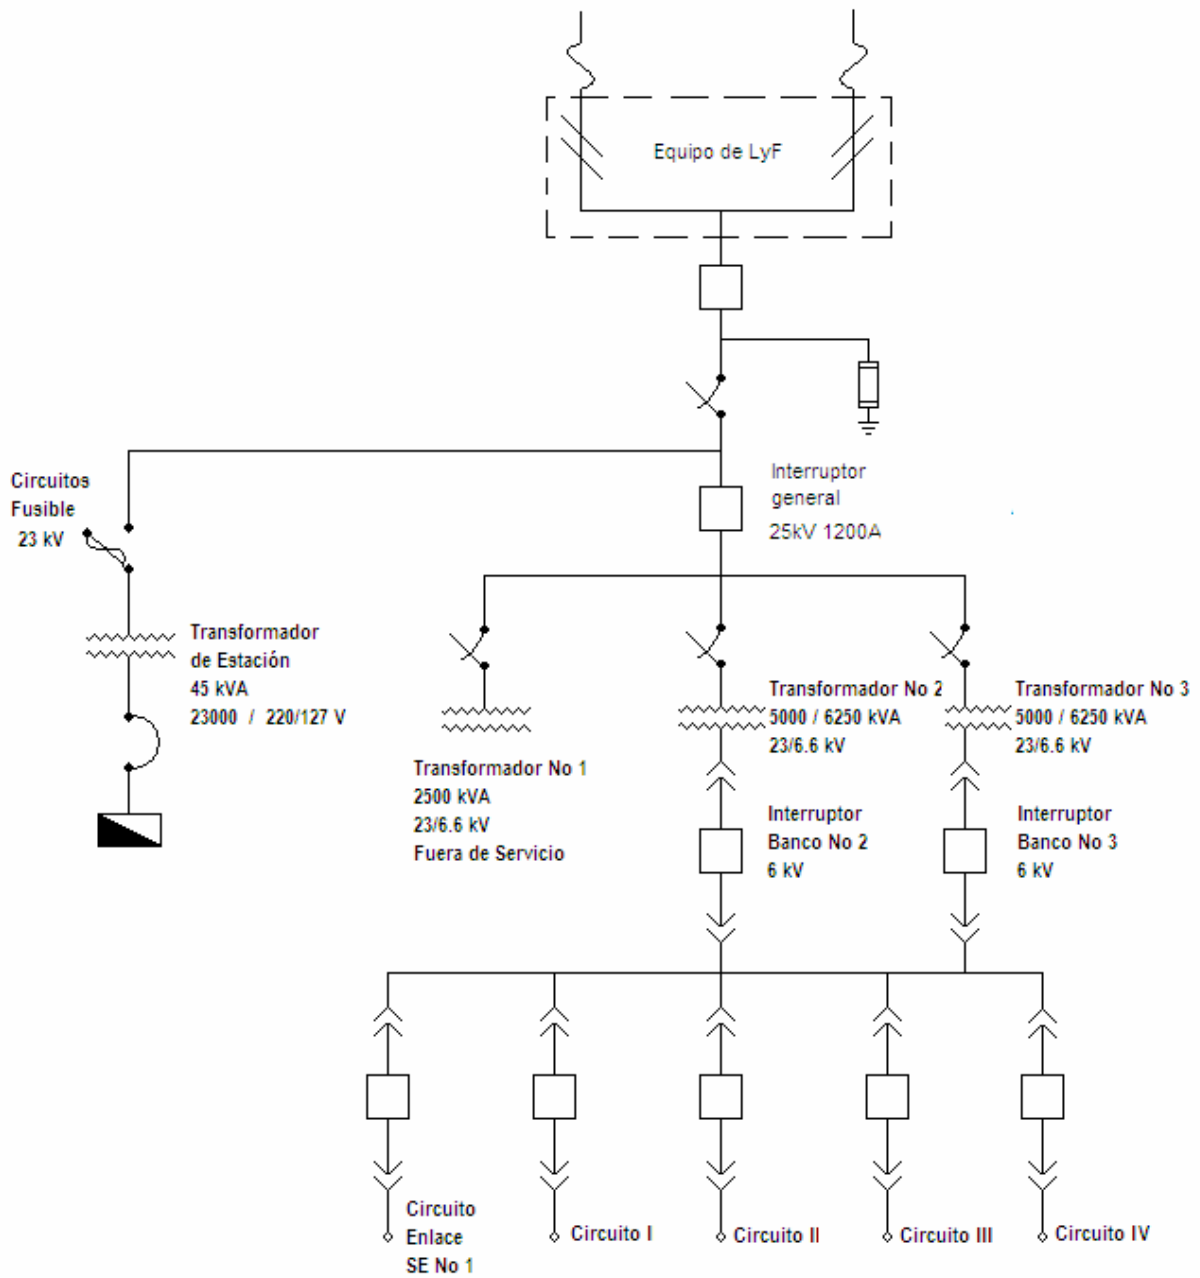 Equipo de LyF
Interruptor
general
25kV 1200A
Circuitos
Fusible
23 kV
Transformador
de Estación
45 kVA
23000 / 220/127 V
Transformador No 1
2500 kVA
23/6.6 kV
Fuera de Servicio
Transformador No 2
5000 / 6250 kVA
23/6.6 kV
Transformador No 3
5000 / 6250 kVA
23/6.6 kV
Interruptor
Banco No 2
6 kV
Interruptor
Banco No 3
6 kV
Circuito
Enlace
SE No 1
Circuito I
Circuito II
Circuito III
Circuito IV